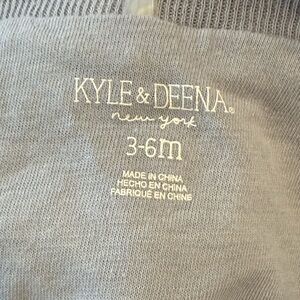 KYLE & DEENA®
new york
3-6m
MADE IN CHINA
HECHO EN CHINA
FABRIQUÉ EN CHINE